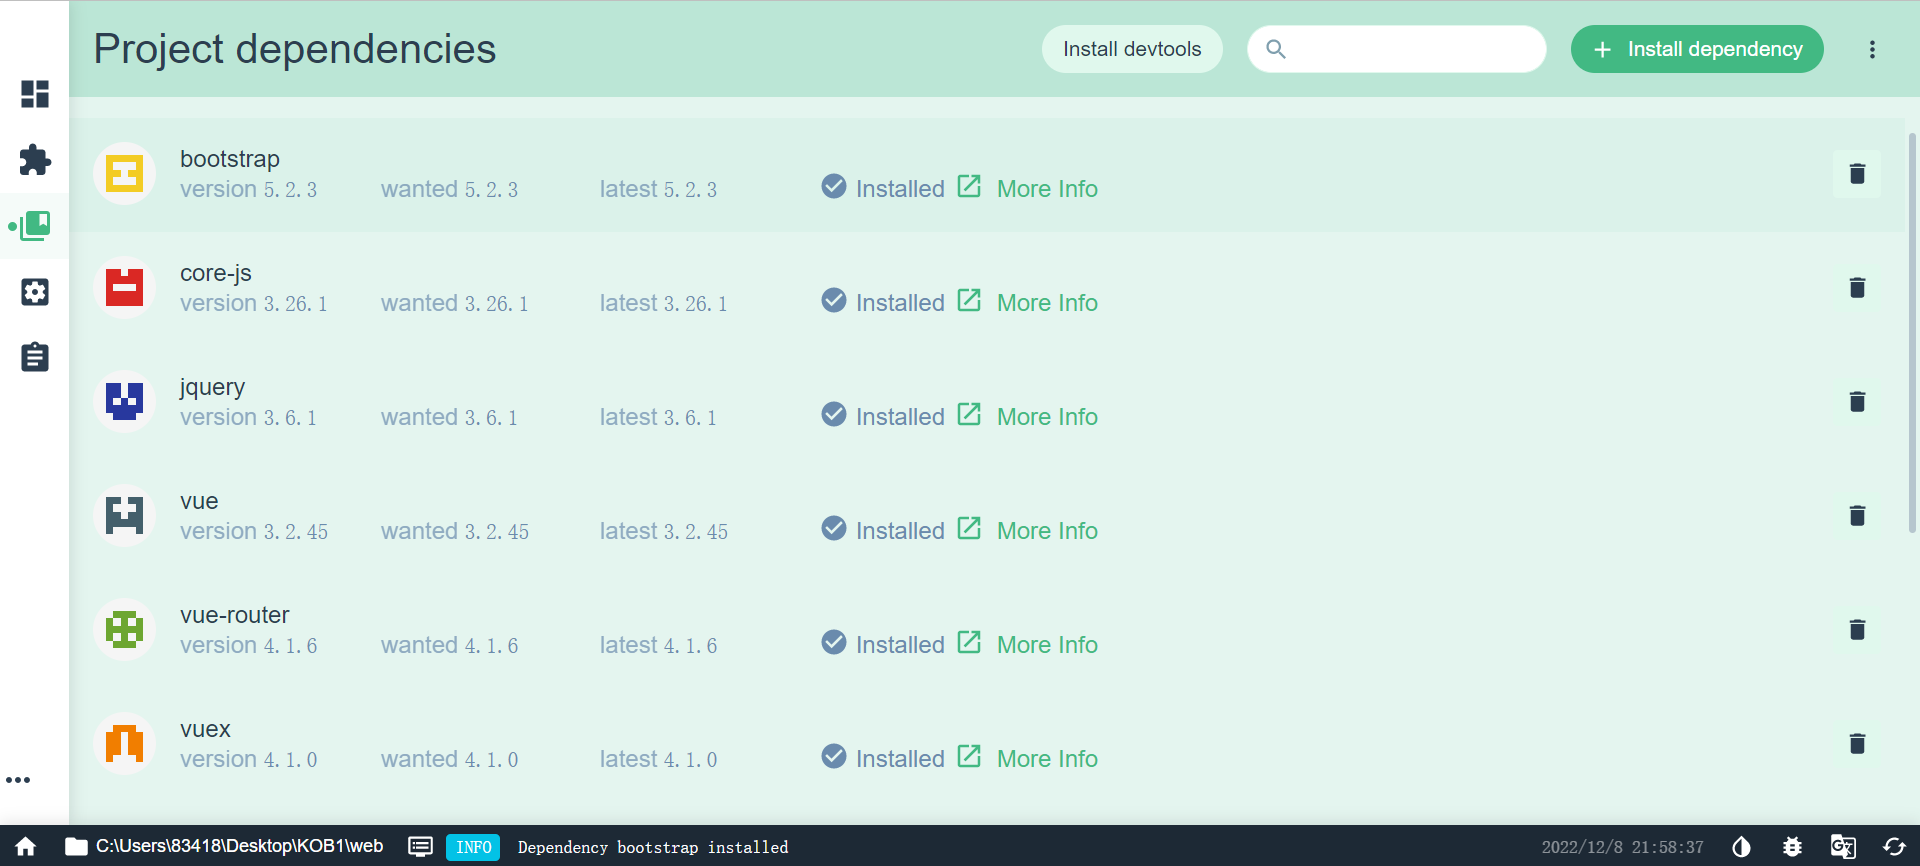 Project dependencies
Install devtools
Install dependency
bootstrap
version 5.2.3 wanted 5.2.3 latest 5.2.3 Installed More Info
core-js
version 3.26.1 wanted 3.26.1 latest 3.26.1 Installed More Info
jquery
version 3.6.1 wanted 3.6.1 latest 3.6.1 Installed More Info
vue
version 3.2.45 wanted 3.2.45 latest 3.2.45 Installed More Info
vue-router
version 4.1.6 wanted 4.1.6 latest 4.1.6 Installed More Info
vuex
version 4.1.0 wanted 4.1.0 latest 4.1.0 Installed More Info
C:\Users\83418\Desktop\KOB1\web INFO Dependency bootstrap installed 2022/12/8 21:58:37